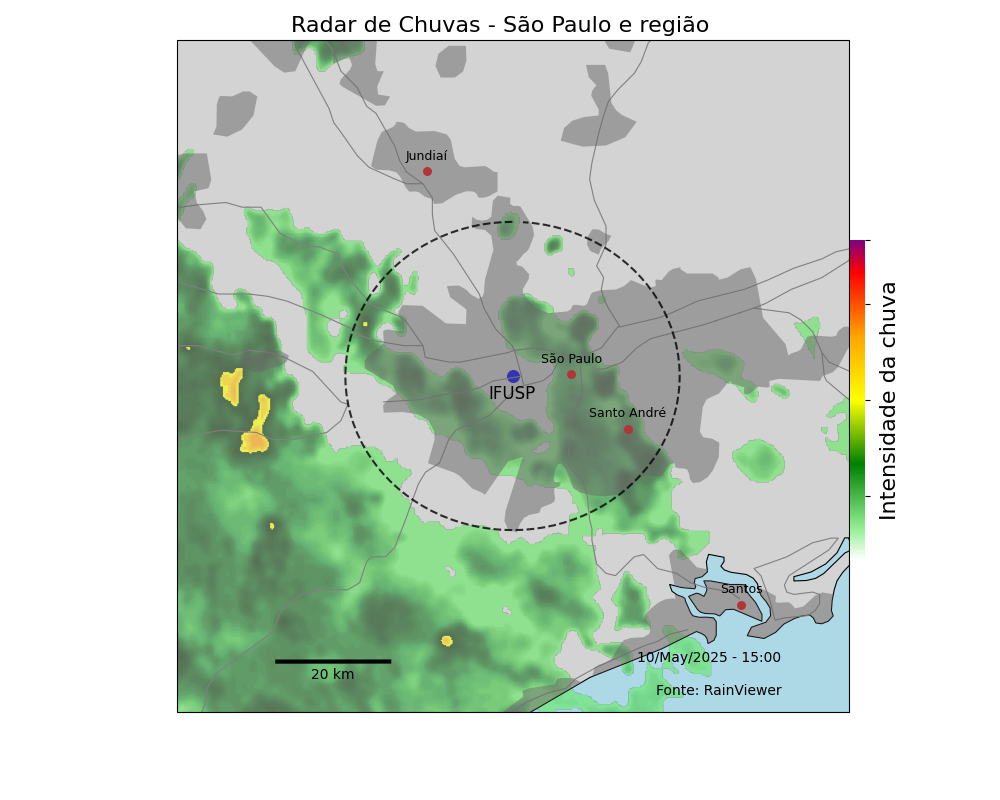 Radar de Chuvas - São Paulo e região
Jundiaí
São Paulo
IFUSP
Santo André
Intensidade da chuva
Santos
10/May/2025 - 15:00
20 km
Fonte: RainViewer